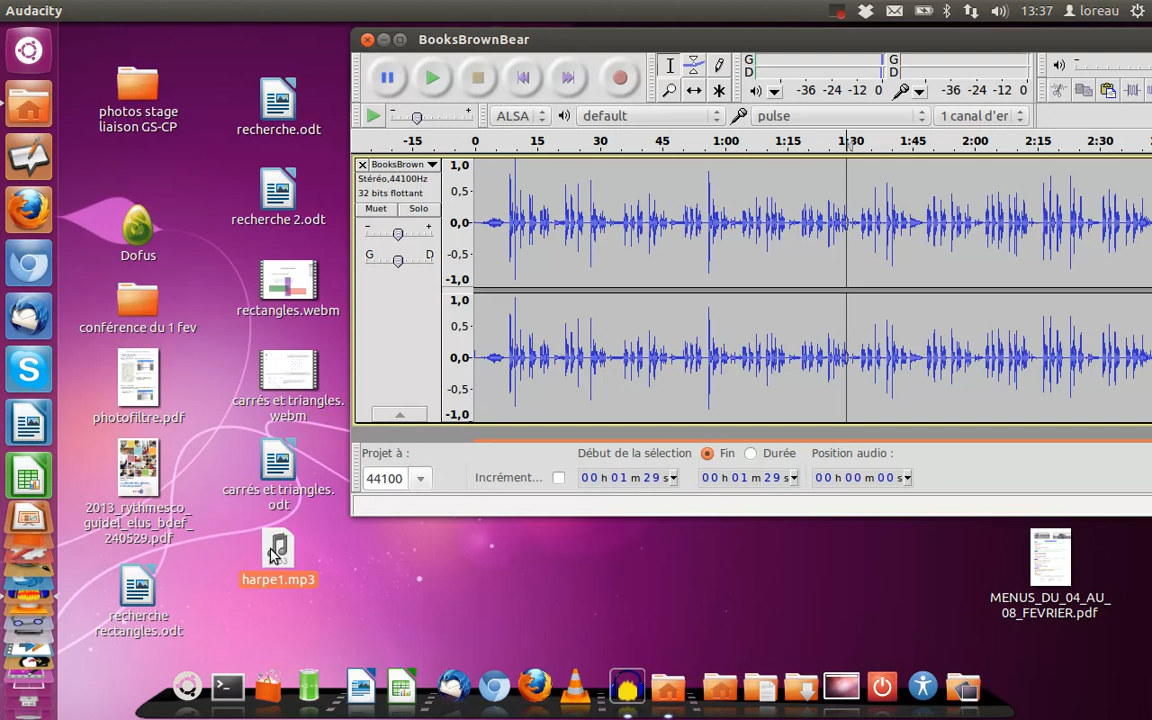 Audacity
13:37
loreau
photos stage
liaison GS-CP
recherche.odt
recherche 2.odt
Dofus
rectangles.webm
conférence du 1 fev
photofiltre.pdf
carrés et triangles.
webm
carrés et triangles.
odt
2013_rythmesco_
guidel_elus_bdef_
240529.pdf
harpe1.mp3
recherche
rectangles.odt
MENUS_DU_04_AU_
08_FEVRIER.pdf
BooksBrownBear
G
D
-36 -24 -12 0
G
D
-36 -24 -12 0
ALSA
default
pulse
1 canal d'er
-15 0 15 30 45 1:00 1:15 1:30 1:45 2:00 2:15 2:30
BooksBrown
Stéréo,44100Hz
32 bits flottant
Muet Solo
- +
G D
1,0
0,5
0,0
-0,5
-1,0
1,0
0,5
0,0
-0,5
-1,0
Projet à :
44100
Incrément...
Début de la sélection
Fin
Durée
Position audio :
00 h 01 m 29 s
00 h 01 m 29 s
00 h 00 m 00 s